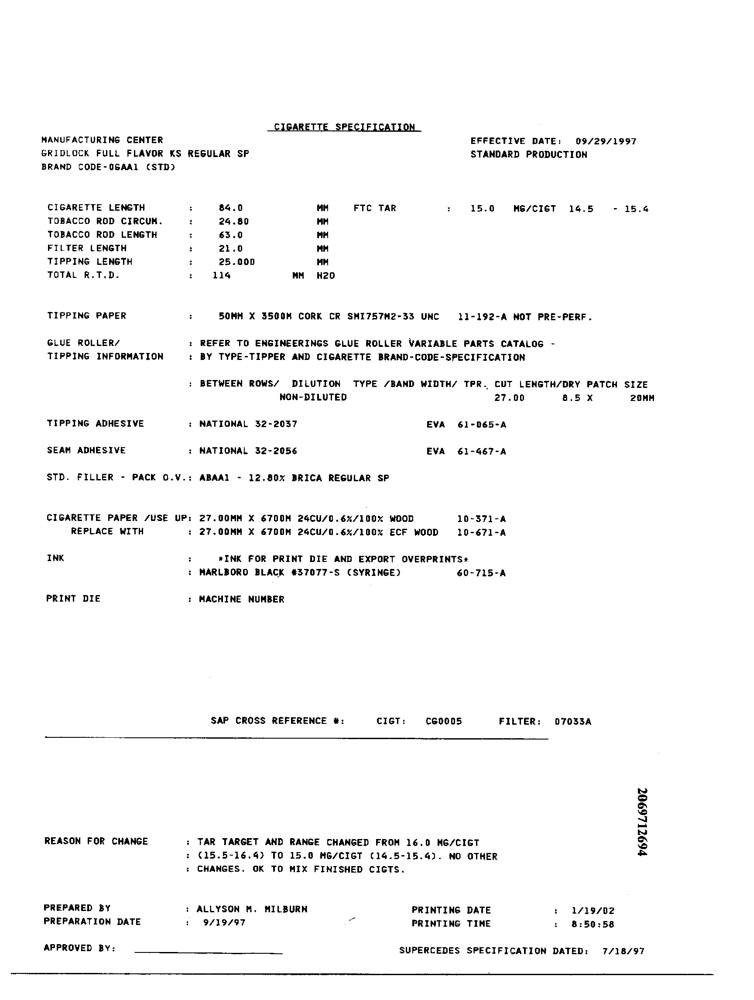 CIGARETTE SPECIFICATION
MANUFACTURING CENTER EFFECTIVE DATE: 09/29/1997
GRIDLOCK FULL FLAVOR KS REGULAR SP STANDARD PRODUCTION
BRAND CODE-0GAA1 (STD)
CIGARETTE LENGTH : 84.0 MM FTC TAR : 15.0 MG/CIGT 14.5 - 15.4
TOBACCO ROD CIRCUM. : 24.80 MM
TOBACCO ROD LENGTH : 63.0 MM
FILTER LENGTH : 21.0 MM
TIPPING LENGTH : 25.000 MM
TOTAL R.T.D. : 114 MM H2O
TIPPING PAPER : 50MM X 3500M CORK CR SMI757M2-33 UNC 11-192-A NOT PRE-PERF.
GLUE ROLLER/ : REFER TO ENGINEERINGS GLUE ROLLER VARIABLE PARTS CATALOG -
TIPPING INFORMATION : BY TYPE-TIPPER AND CIGARETTE BRAND-CODE-SPECIFICATION
: BETWEEN ROWS/ DILUTION TYPE /BAND WIDTH/ TPR. CUT LENGTH/DRY PATCH SIZE
NON-DILUTED 27.00 8.5 X 20MM
TIPPING ADHESIVE : NATIONAL 32-2037 EVA 61-065-A
SEAM ADHESIVE : NATIONAL 32-2056 EVA 61-467-A
STD. FILLER - PACK O.V.: ABAA1 - 12.80% BRICA REGULAR SP
CIGARETTE PAPER /USE UP: 27.00MM X 6700M 24CU/0.6%/100% WOOD 10-371-A
REPLACE WITH : 27.00MM X 6700M 24CU/0.6%/100% ECF WOOD 10-671-A
INK : *INK FOR PRINT DIE AND EXPORT OVERPRINTS*
: MARLBORO BLACK #37077-S (SYRINGE) 60-715-A
PRINT DIE : MACHINE NUMBER
SAP CROSS REFERENCE #: CIGT: CG0005 FILTER: 07033A
20697712694
REASON FOR CHANGE : TAR TARGET AND RANGE CHANGED FROM 16.0 MG/CIGT
: (15.5-16.4) TO 15.0 MG/CIGT (14.5-15.4). NO OTHER
: CHANGES. OK TO MIX FINISHED CIGTS.
PREPARED BY : ALLYSON M. MILBURN PRINTING DATE : 1/19/02
PREPARATION DATE : 9/19/97 PRINTING TIME : 8:50:58
APPROVED BY: SUPERCEDES SPECIFICATION DATED: 7/18/97